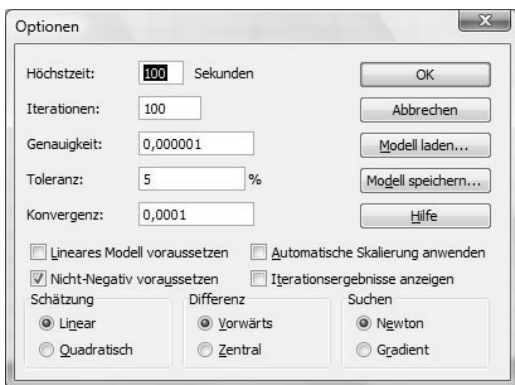 Optionen
Höchstzeit: 100 Sekunden OK
Iterationen: 100 Abbrechen
Genauigkeit: 0,000001 Modell laden...
Toleranz: 5 % Modell speichern...
Konvergenz: 0,0001 Hilfe
Lineares Modell voraussetzen Automatische Skalierung anwenden
Nicht-Negativ voraussetzen Iterationsergebnisse anzeigen
Schätzung Differenz Suchen
Linear Vorwärts Newton
Quadratisch Zentral Gradient